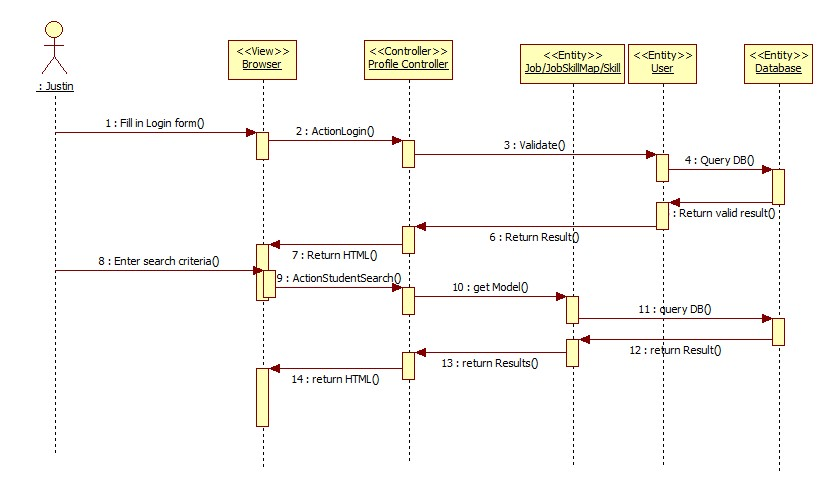 <<View>>
Browser
<<Controller>>
Profile Controller
<<Entity>>
Job/JobSkillMap/Skill
<<Entity>>
User
<<Entity>>
Database
: Justin
1 : Fill in Login form()
2 : ActionLogin()
3 : Validate()
4 : Query DB()
: Return valid result()
6 : Return Result()
7 : Return HTML()
8 : Enter search criteria()
9 : ActionStudentSearch()
10 : get Model()
11 : query DB()
12 : return Result()
13 : return Results()
14 : return HTML()